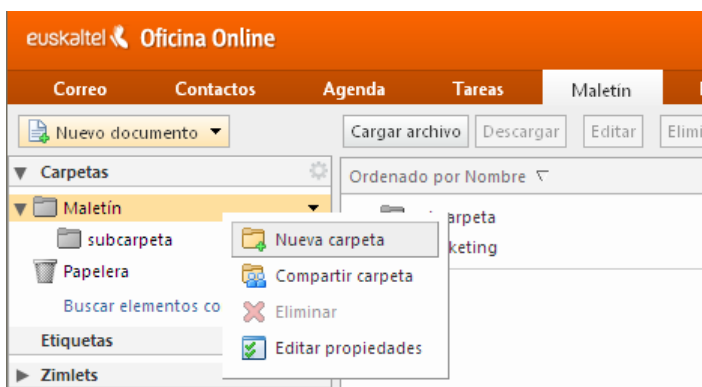 euskaltel Oficina Online
Correo Contactos Agenda Tareas Maletín
Nuevo documento Cargar archivo Descargar Editar Elimi
Carpetas Ordenado por Nombre
Maletín arpeta
subcarpeta Nueva carpeta keting
Papelera Compartir carpeta
Buscar elementos co Eliminar
Etiquetas Editar propiedades
Zimlets